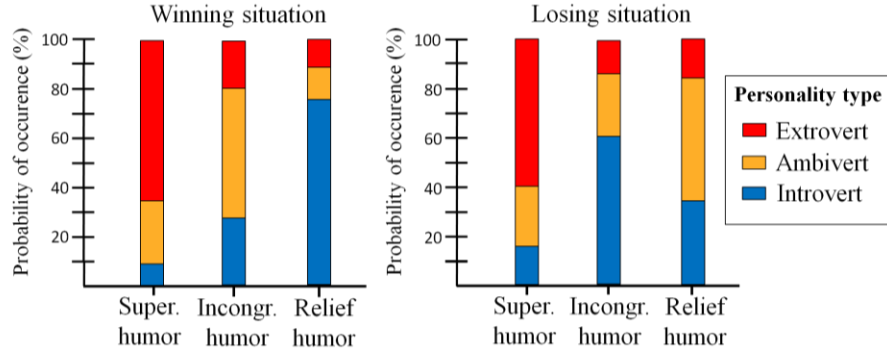 Winning situation
Probability of occurence (%)
100
80
60
40
20
Super. humor
Incongr. humor
Relief humor
Losing situation
Probability of occurence (%)
100
80
60
40
20
Super. humor
Incongr. humor
Relief humor
Personality type
Extrovert
Ambivert
Introvert